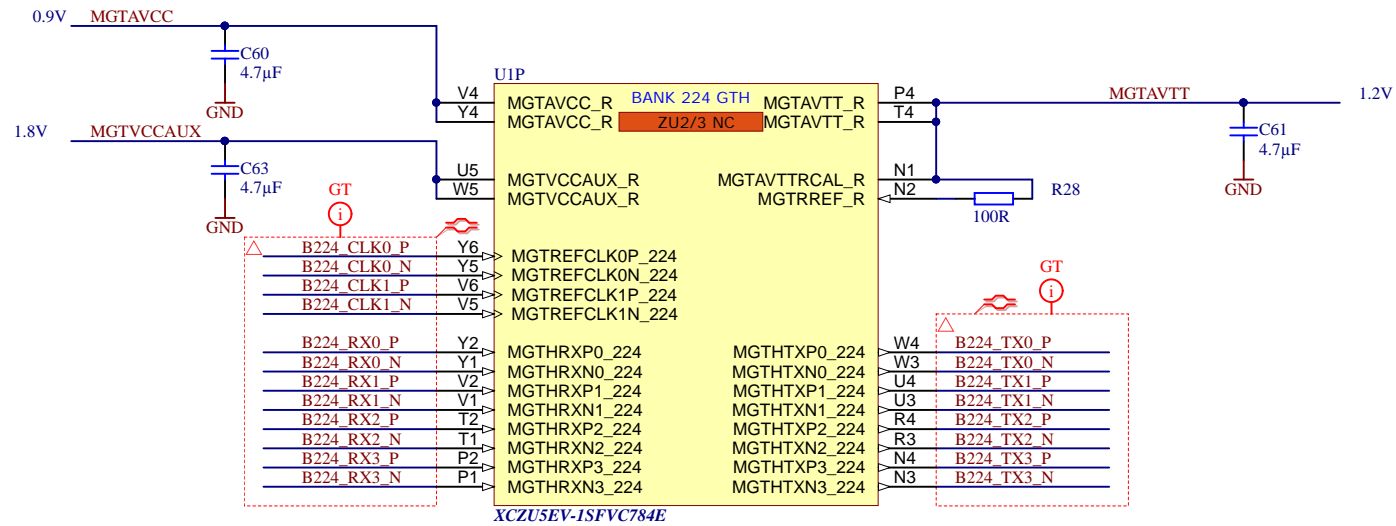 0.9V
MGTAVCC
C60
4.7µF
GND
1.8V
MGTVCCAUX
C63
4.7µF
GND
U1P
BANK 224 GTH
ZU2/3 NC
V4 MGTAVCC_R
Y4 MGTAVCC_R
U5 MGTVCCAUX_R
W5 MGTVCCAUX_R
MGTAVTT_R P4
MGTAVTT_R T4
MGTAVTTRCAL_R N1
MGTRREF_R N2
MGTAVTT
1.2V
C61
4.7µF
GND
R28
100R
GT
i
B224_CLK0_P Y6 MGTREFCLK0P_224
B224_CLK0_N Y5 MGTREFCLK0N_224
B224_CLK1_P V6 MGTREFCLK1P_224
B224_CLK1_N V5 MGTREFCLK1N_224
B224_RX0_P Y2 MGTHRXP0_224
B224_RX0_N Y1 MGTHRXN0_224
B224_RX1_P V2 MGTHRXP1_224
B224_RX1_N V1 MGTHRXN1_224
B224_RX2_P T2 MGTHRXP2_224
B224_RX2_N T1 MGTHRXN2_224
B224_RX3_P P2 MGTHRXP3_224
B224_RX3_N P1 MGTHRXN3_224
GT
i
MGTHTXP0_224 W4 B224_TX0_P
MGTHTXN0_224 W3 B224_TX0_N
MGTHTXP1_224 U4 B224_TX1_P
MGTHTXN1_224 U3 B224_TX1_N
MGTHTXP2_224 R4 B224_TX2_P
MGTHTXN2_224 R3 B224_TX2_N
MGTHTXP3_224 N4 B224_TX3_P
MGTHTXN3_224 N3 B224_TX3_N
XCZU5EV-1SFVC784E